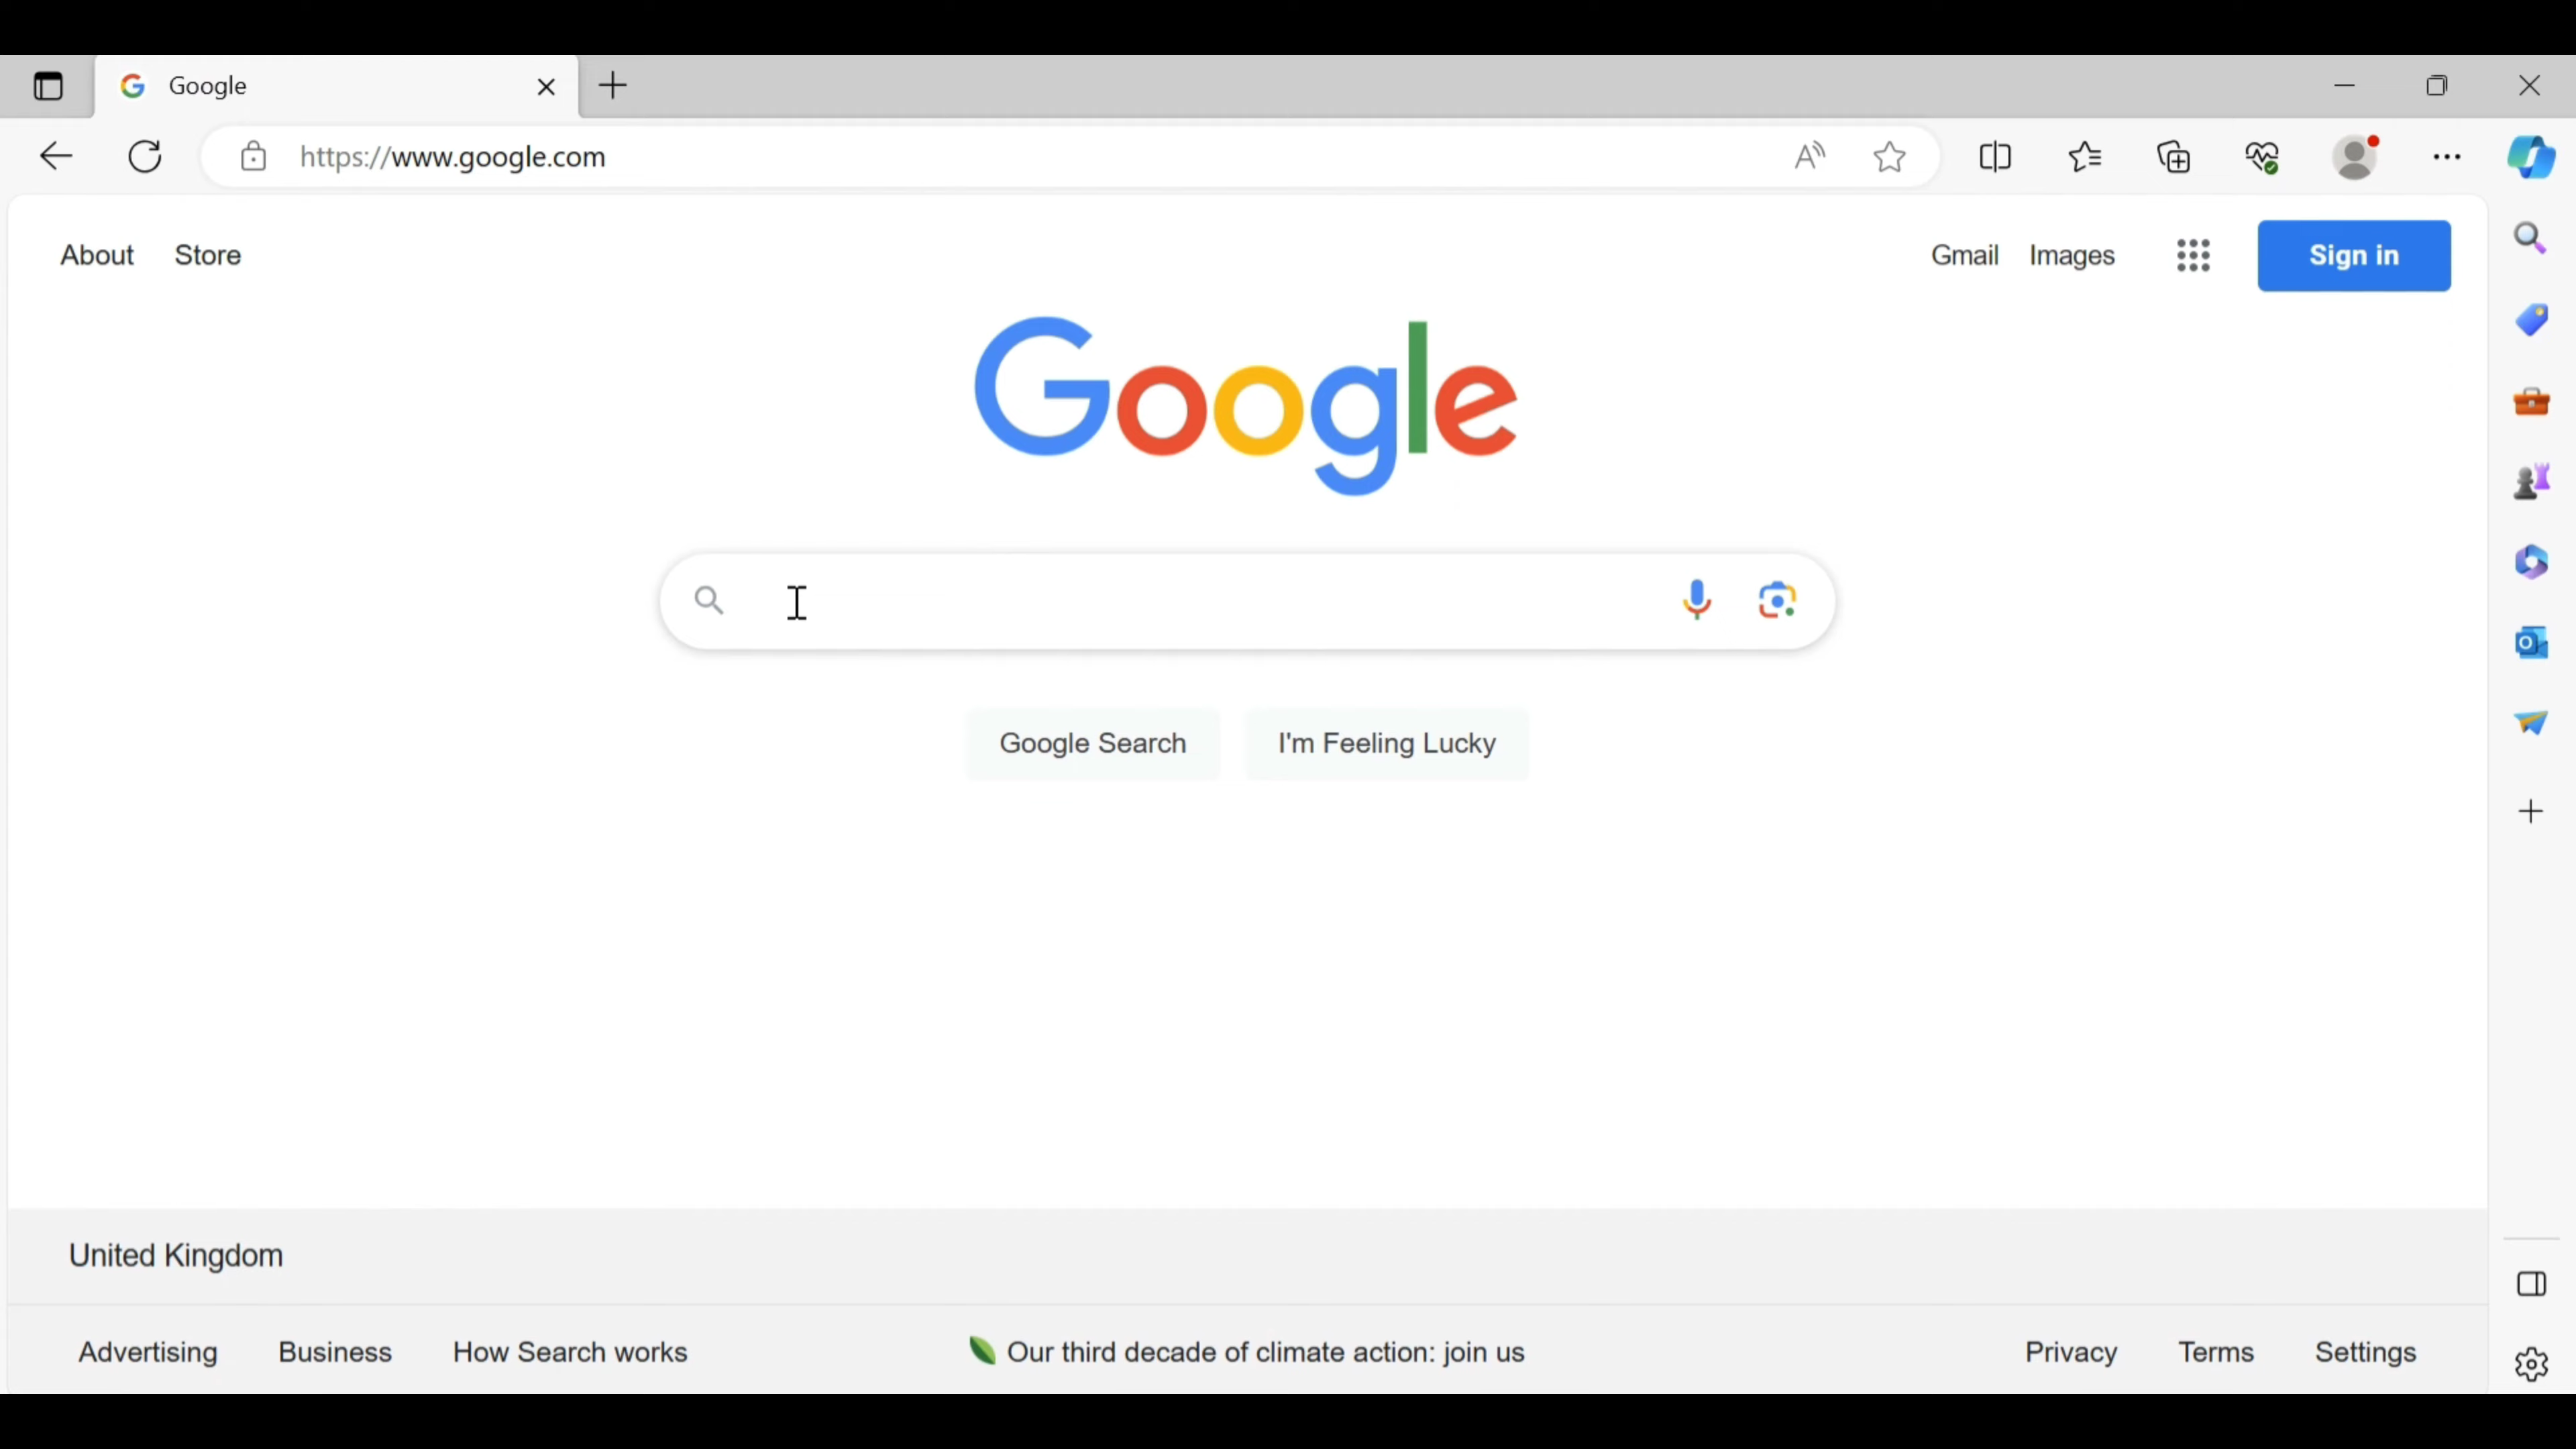 Google
https://www.google.com
About Store
Gmail Images Sign in
Google
Google Search I'm Feeling Lucky
United Kingdom
Advertising Business How Search works
Our third decade of climate action: join us
Privacy Terms Settings